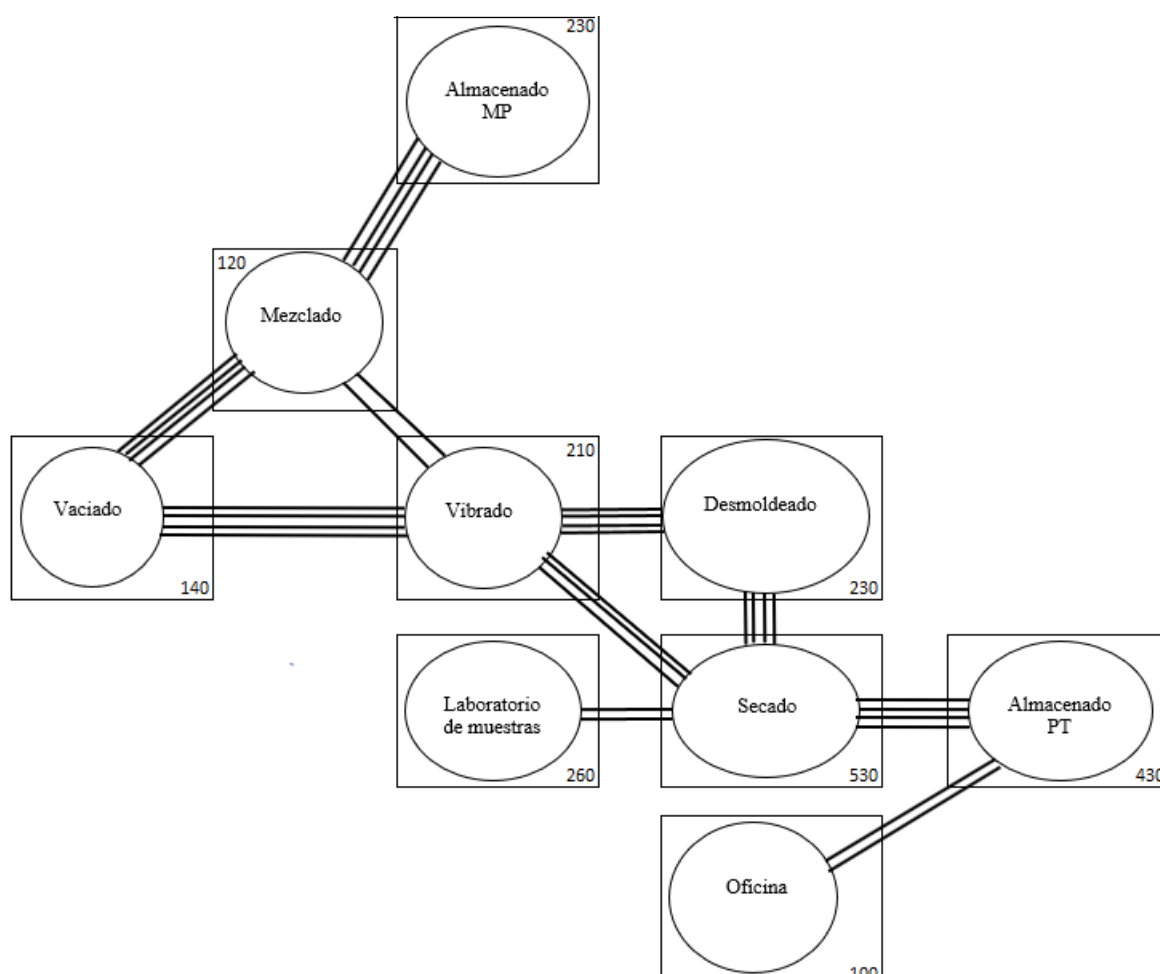 230
Almacenado
MP
120
Mezclado
210
Vaciado
Vibrado
Desmoldeado
140
230
Laboratorio
de muestras
Secado
Almacenado
PT
260
530
430
Oficina